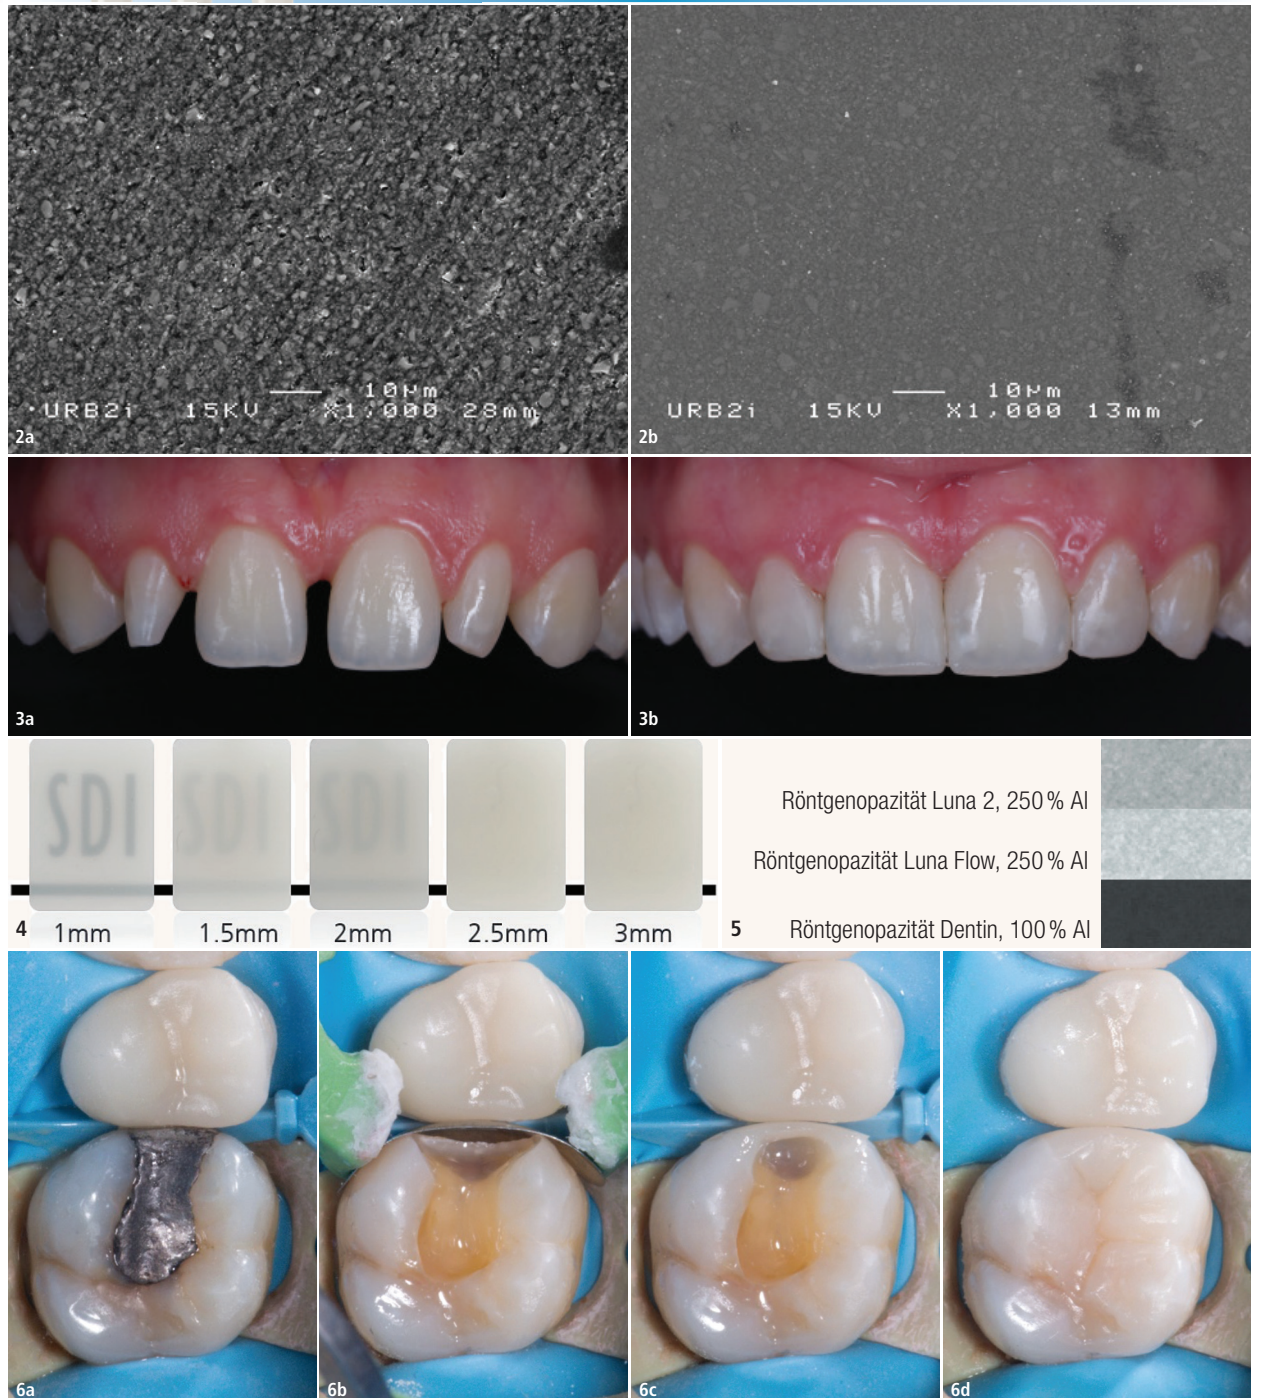 10µm
URB2i 15KV X1,000 28mm
2a
10µm
URB2i 15KV X1,000 13mm
2b
3a
3b
SDI SDI SDI
4 1mm 1.5mm 2mm 2.5mm 3mm
Röntgenopazität Luna 2, 250 % Al
Röntgenopazität Luna Flow, 250 % Al
5 Röntgenopazität Dentin, 100 % Al
6a
6b
6c
6d